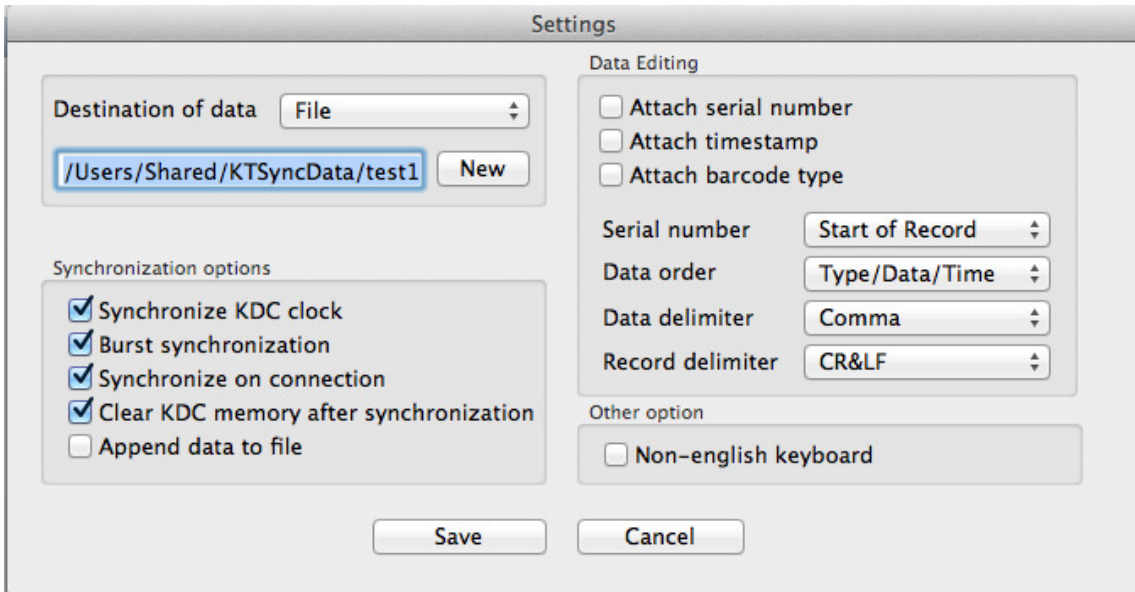 Settings
Destination of data File
/Users/Shared/KTSyncData/test1 New
Synchronization options
Synchronize KDC clock
Burst synchronization
Synchronize on connection
Clear KDC memory after synchronization
Append data to file
Data Editing
Attach serial number
Attach timestamp
Attach barcode type
Serial number Start of Record
Data order Type/Data/Time
Data delimiter Comma
Record delimiter CR&LF
Other option
Non-english keyboard
Save Cancel